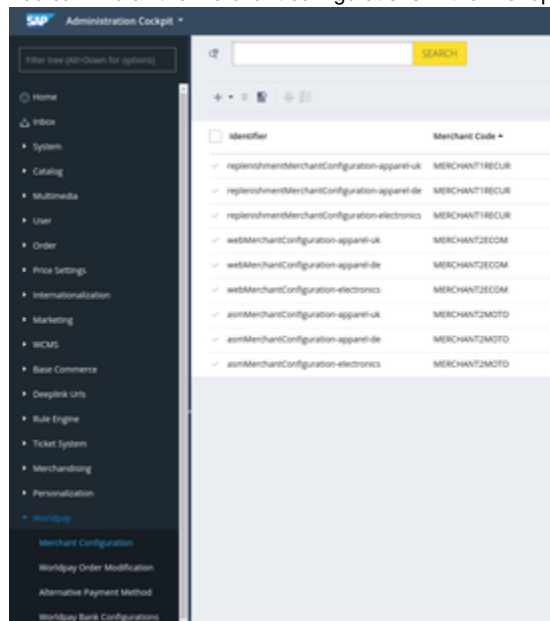 SAP Administration Cockpit
Filter tree (Alt+Down for options)
SEARCH
Home
Inbox
System
Catalog
Multimedia
User
Order
Price Settings
Internationalization
Marketing
WCMS
Base Commerce
Deeplink Urls
Rule Engine
Ticket System
Merchandising
Personalization
Worldpay
Merchant Configuration
Worldpay Order Modification
Alternative Payment Method
Worldpay Bank Configurations
Identifier Merchant Code
replenishmentMerchantConfiguration-apparel-uk MERCHANT1RECUR
replenishmentMerchantConfiguration-apparel-de MERCHANT1RECUR
replenishmentMerchantConfiguration-electronics MERCHANT1RECUR
webMerchantConfiguration-apparel-uk MERCHANT2ECOM
webMerchantConfiguration-apparel-de MERCHANT2ECOM
webMerchantConfiguration-electronics MERCHANT2ECOM
asmMerchantConfiguration-apparel-uk MERCHANT2MOTO
asmMerchantConfiguration-apparel-de MERCHANT2MOTO
asmMerchantConfiguration-electronics MERCHANT2MOTO